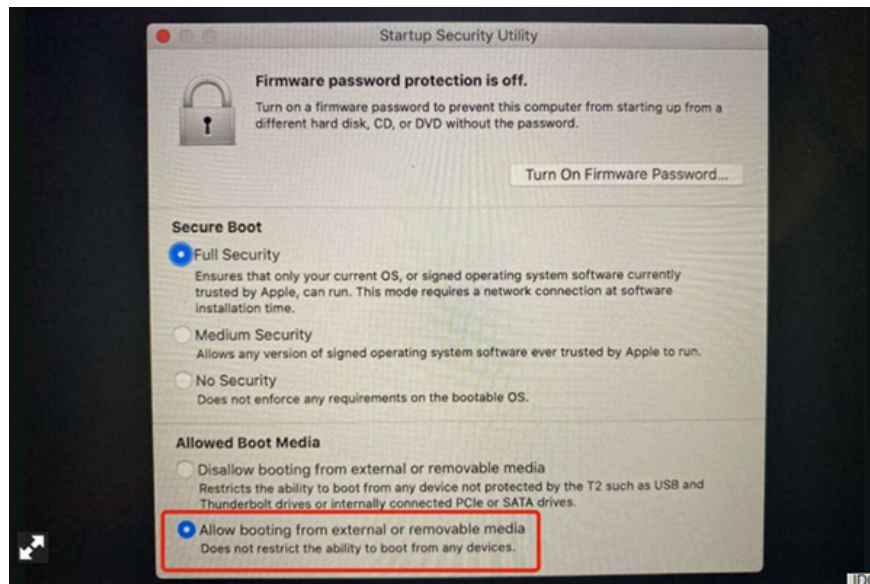 Startup Security Utility
Firmware password protection is off.
Turn on a firmware password to prevent this computer from starting up from a
different hard disk, CD, or DVD without the password.
Turn On Firmware Password...
Secure Boot
Full Security
Ensures that only your current OS, or signed operating system software currently
trusted by Apple, can run. This mode requires a network connection at software
installation time.
Medium Security
Allows any version of signed operating system software ever trusted by Apple to run.
No Security
Does not enforce any requirements on the bootable OS.
Allowed Boot Media
Disallow booting from external or removable media
Restricts the ability to boot from any device not protected by the T2 such as USB and
Thunderbolt drives or internally connected PCIe or SATA drives.
Allow booting from external or removable media
Does not restrict the ability to boot from any devices.